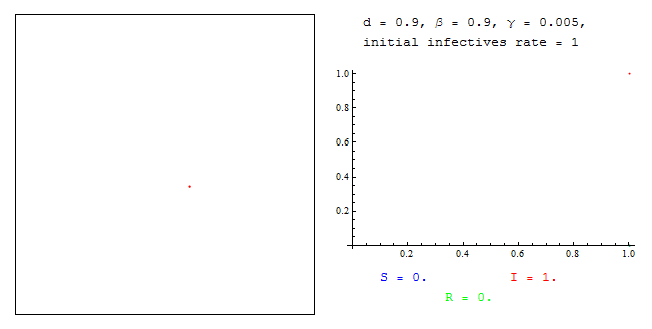 d = 0.9, β = 0.9, γ = 0.005,
initial infectives rate = 1
1.0
0.8
0.6
0.4
0.2
0.2 0.4 0.6 0.8 1.0
S = 0. I = 1.
R = 0.